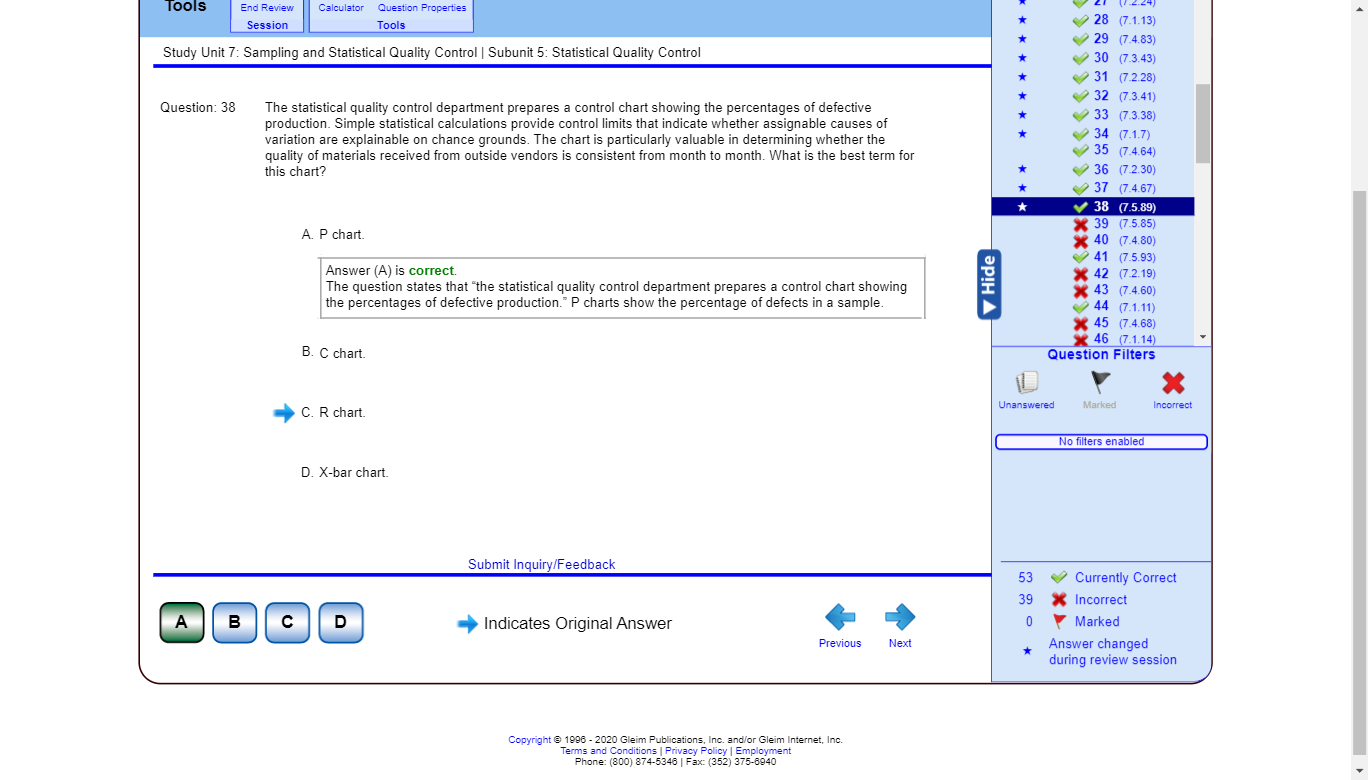 Tools
End Review
Session
Calculator Question Properties
Tools
Study Unit 7: Sampling and Statistical Quality Control | Subunit 5: Statistical Quality Control
Question: 38
The statistical quality control department prepares a control chart showing the percentages of defective
production. Simple statistical calculations provide control limits that indicate whether assignable causes of
variation are explainable on chance grounds. The chart is particularly valuable in determining whether the
quality of materials received from outside vendors is consistent from month to month. What is the best term for
this chart?
A. P chart.
Answer (A) is correct.
The question states that “the statistical quality control department prepares a control chart showing
the percentages of defective production.” P charts show the percentage of defects in a sample.
B. C chart.
C. R chart.
D. X-bar chart.
Submit Inquiry/Feedback
A B C D
Indicates Original Answer
Previous Next
Hide
27 (7.2.24)
28 (7.1.13)
29 (7.4.83)
30 (7.3.43)
31 (7.2.28)
32 (7.3.41)
33 (7.3.38)
34 (7.1.7)
35 (7.4.64)
36 (7.2.30)
37 (7.4.67)
38 (7.5.89)
39 (7.5.85)
40 (7.4.80)
41 (7.5.93)
42 (7.2.19)
43 (7.4.60)
44 (7.1.11)
45 (7.4.68)
46 (7.1.14)
Question Filters
Unanswered Marked Incorrect
No filters enabled
53 Currently Correct
39 Incorrect
0 Marked
Answer changed
during review session
Copyright © 1996 - 2020 Gleim Publications, Inc. and/or Gleim Internet, Inc.
Terms and Conditions | Privacy Policy | Employment
Phone: (800) 874-5346 | Fax: (352) 375-6940